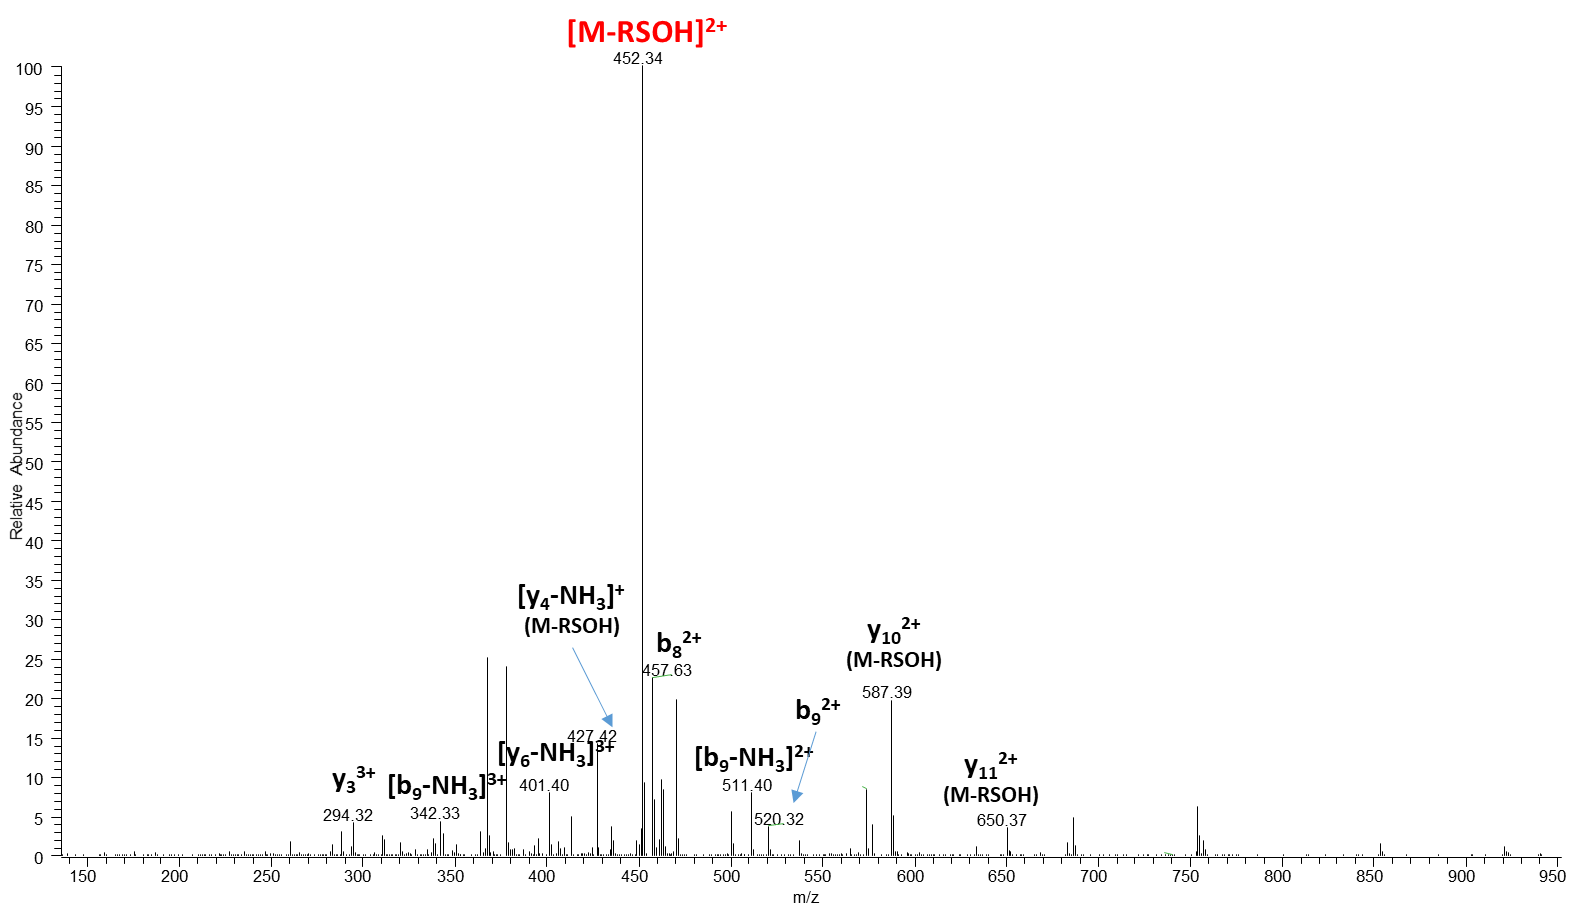 [M-RSOH]²⁺
452.34
100
95
90
85
80
75
70
65
60
55
50
45
40
35
30
25
20
15
10
5
0
Relative Abundance
[y₄-NH₃]⁺
(M-RSOH)
b₈²⁺
457.63
y₁₀²⁺
(M-RSOH)
587.39
b₉²⁺
427.42
[y₆-NH₃]³⁺
401.40
[b₉-NH₃]²⁺
511.40
y₃³⁺
294.32
[b₉-NH₃]³⁺
342.33
520.32
y₁₁²⁺
(M-RSOH)
650.37
150 200 250 300 350 400 450 500 550 600 650 700 750 800 850 900 950
m/z